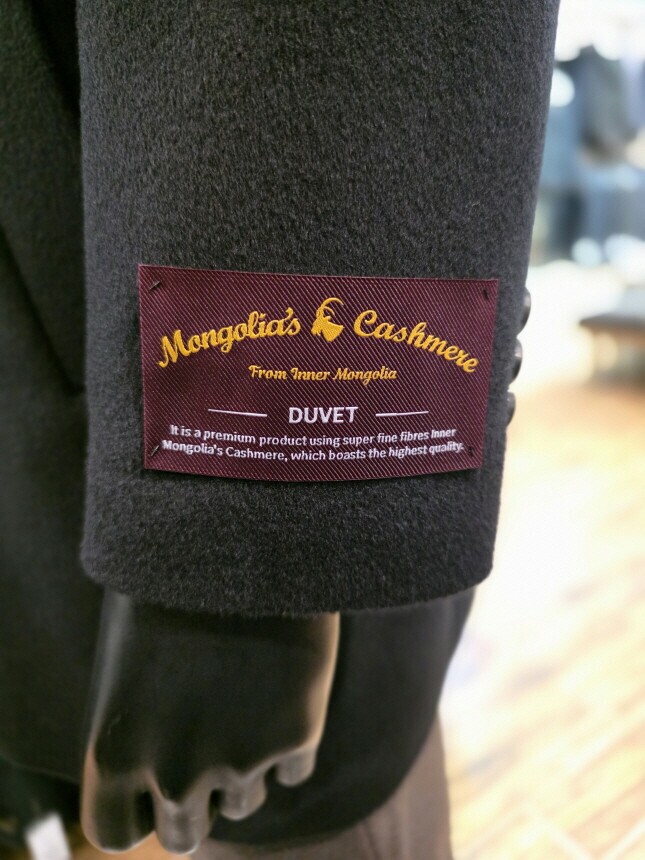 Mongolia's Cashmere
From Inner Mongolia
DUVET
It is a premium product using super fine fibres Inner
Mongolia's Cashmere, which boasts the highest quality.